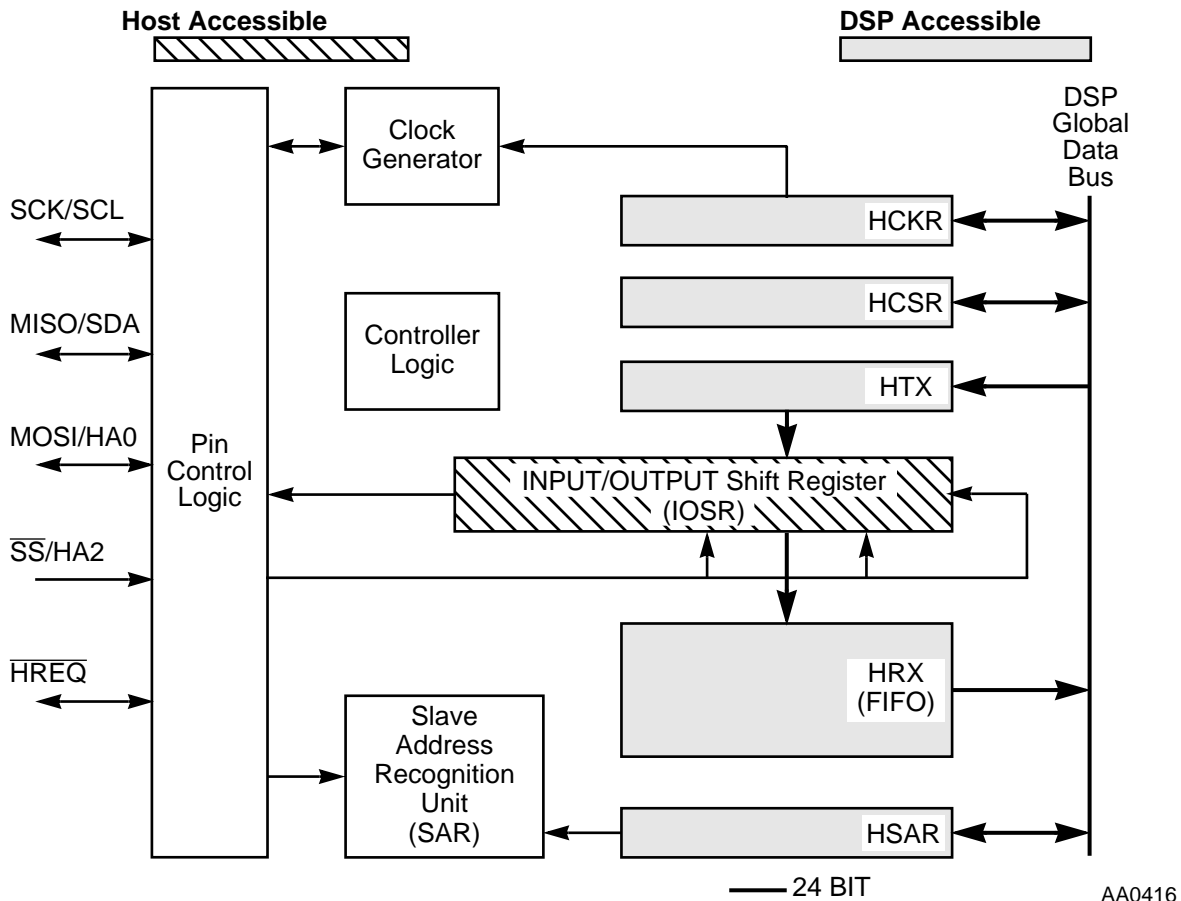 Host Accessible
DSP Accessible
DSP
Global
Data
Bus
Clock
Generator
SCK/SCL
HCKR
MISO/SDA
HCSR
Controller
Logic
HTX
MOSI/HA0
Pin
Control
Logic
INPUT/OUTPUT Shift Register
(IOSR)
S̅S̅/HA2
H̅R̅E̅Q̅
HRX
(FIFO)
Slave
Address
Recognition
Unit
(SAR)
HSAR
24 BIT
AA0416